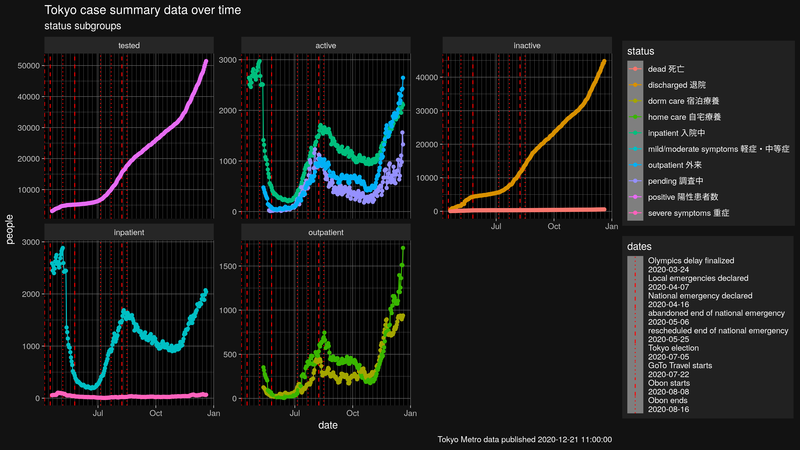 Tokyo case summary data over time
status subgroups
tested
active
inactive
50000
40000
30000
20000
10000
3000
2000
1000
0
40000
30000
20000
10000
0
Jul
Oct
Jan
people
inpatient
outpatient
3000
2000
1000
0
1500
1000
500
0
Jul
Oct
Jan
Jul
Oct
Jan
date
status
dead 死亡
discharged 退院
dorm care 宿泊療養
home care 自宅療養
inpatient 入院中
mild/moderate symptoms 軽症・中等症
outpatient 外来
pending 調査中
positive 陽性患者数
severe symptoms 重症
dates
Olympics delay finalized
2020-03-24
Local emergencies declared
2020-04-07
National emergency declared
2020-04-16
abandoned end of national emergency
2020-05-06
rescheduled end of national emergency
2020-05-25
Tokyo election
2020-07-05
GoTo Travel starts
2020-07-22
Obon starts
2020-08-08
Obon ends
2020-08-16
Tokyo Metro data published 2020-12-21 11:00:00